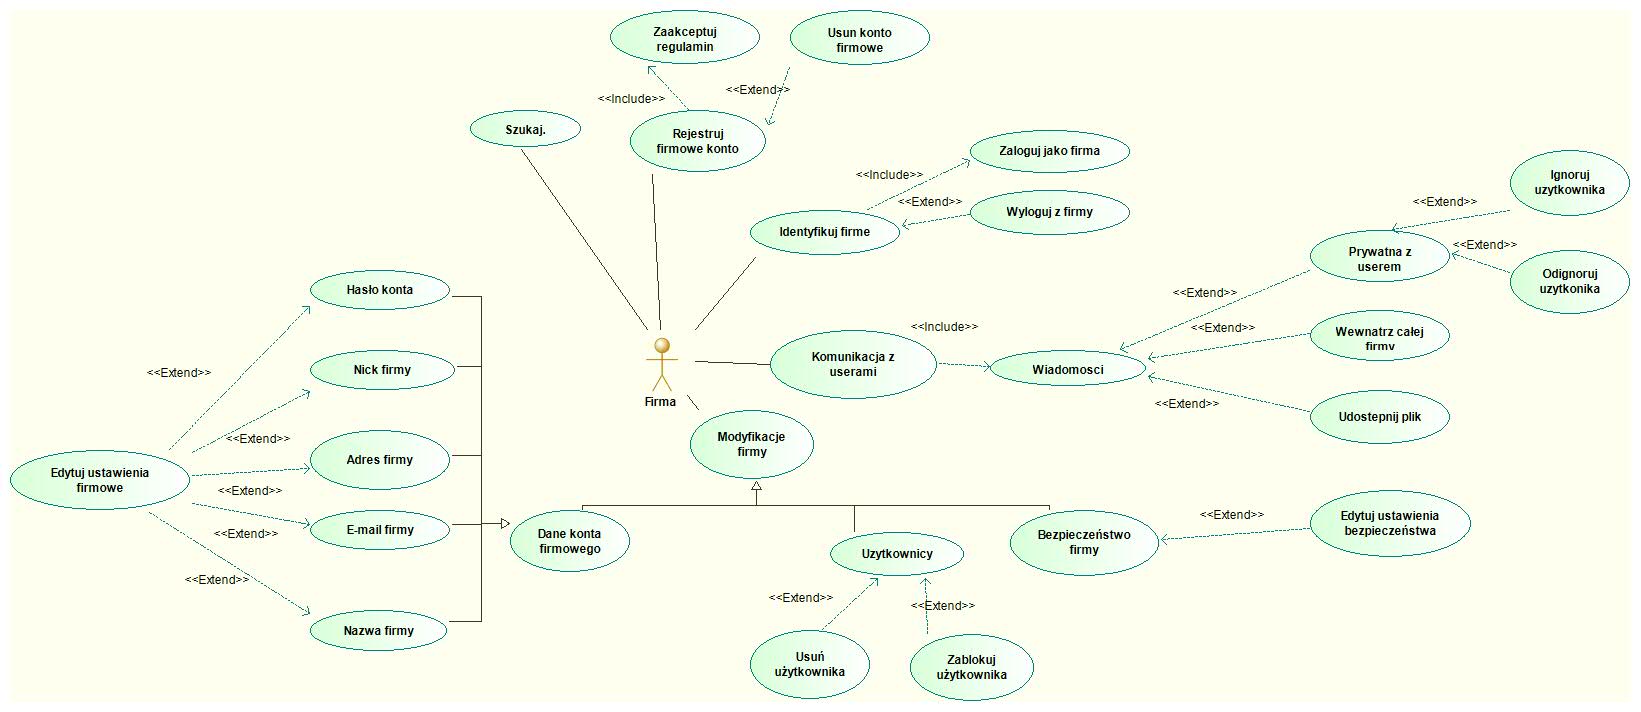 Zaakceptuj
regulamin
Usun konto
firmowe
<<Include>>
<<Extend>>
Szukaj.
Rejestruj
firmowe konto
Zaloguj jako firma
<<Include>>
<<Extend>>
Wyloguj z firmy
Identyfikuj firme
Ignoruj
uzytkownika
<<Extend>>
Prywatna z
userem
<<Extend>>
Odignoruj
uzytkonika
<<Extend>>
Hasło konta
<<Extend>>
Wewnatrz całej
firmy
<<Include>>
Komunikacja z
userami
Wiadomosci
<<Extend>>
Udostepnij plik
Firma
<<Extend>>
Nick firmy
<<Extend>>
Modyfikacje
firmy
Adres firmy
Edytuj ustawienia
firmowe
<<Extend>>
E-mail firmy
<<Extend>>
Dane konta
firmowego
Uzytkownicy
Bezpieczeństwo
firmy
<<Extend>>
Edytuj ustawienia
bezpieczeństwa
<<Extend>>
Nazwa firmy
<<Extend>>
<<Extend>>
Usuń
użytkownika
Zablokuj
użytkownika